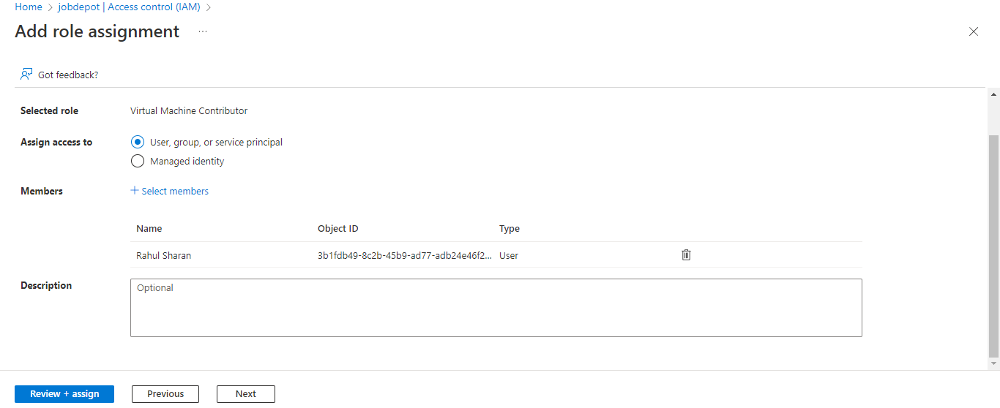 Home > jobdepot | Access control (IAM) >
Add role assignment ...
Got feedback?
Selected role Virtual Machine Contributor
Assign access to User, group, or service principal
Managed identity
Members + Select members
Name Object ID Type
Rahul Sharan 3b1fdb49-8c2b-45b9-ad77-adb24e46f2... User
Description Optional
Review + assign Previous Next